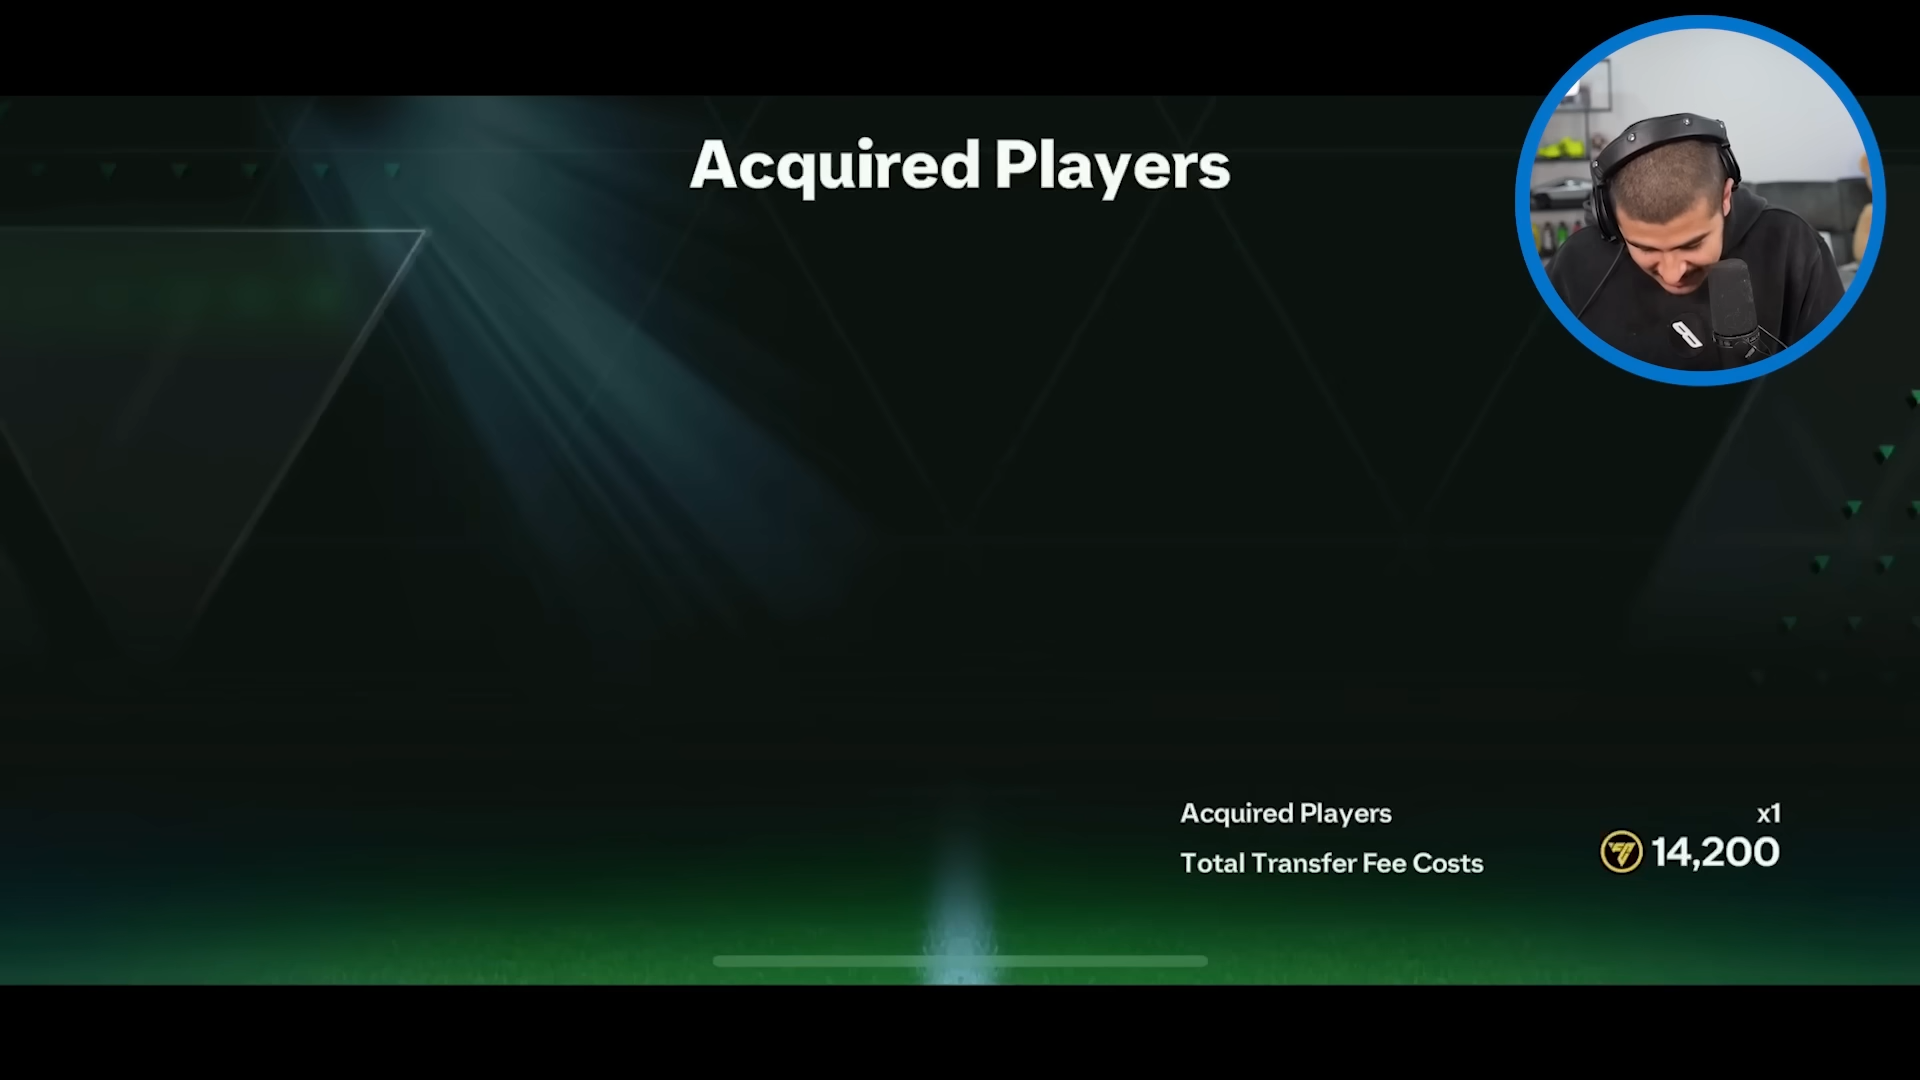 Acquired Players
Acquired Players x1
Total Transfer Fee Costs 14,200